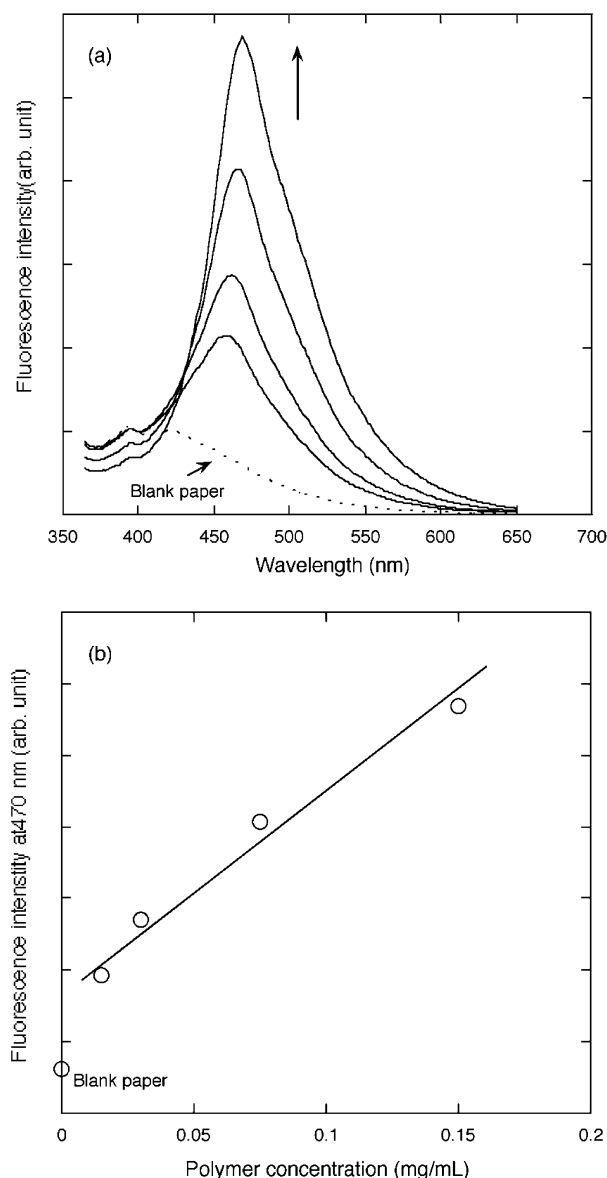 (a)
Fluorescence intensity(arb. unit)
Blank paper
350 400 450 500 550 600 650 700
Wavelength (nm)
(b)
Fluorescence intenstity at470 nm (arb. unit)
Blank paper
0 0.05 0.1 0.15 0.2
Polymer concentration (mg/mL)